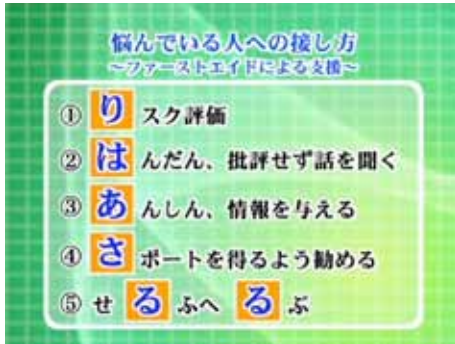 悩んでいる人への接し方
～ファーストエイドによる支援～
① りスク評価
② はんだん、批評せず話を聞く
③ あんしん、情報を与える
④ さポートを得るよう勧める
⑤ せるふへるぷ